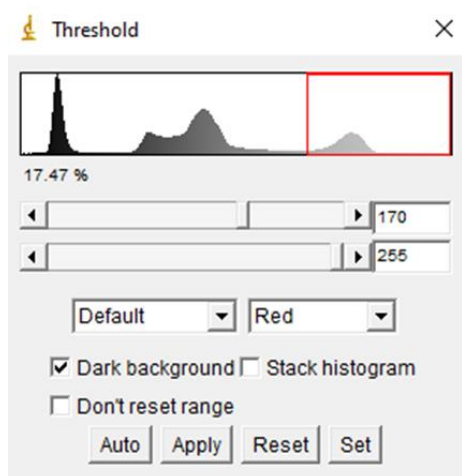 Threshold
17.47 %
170
255
Default Red
Dark background Stack histogram
Don't reset range
Auto Apply Reset Set